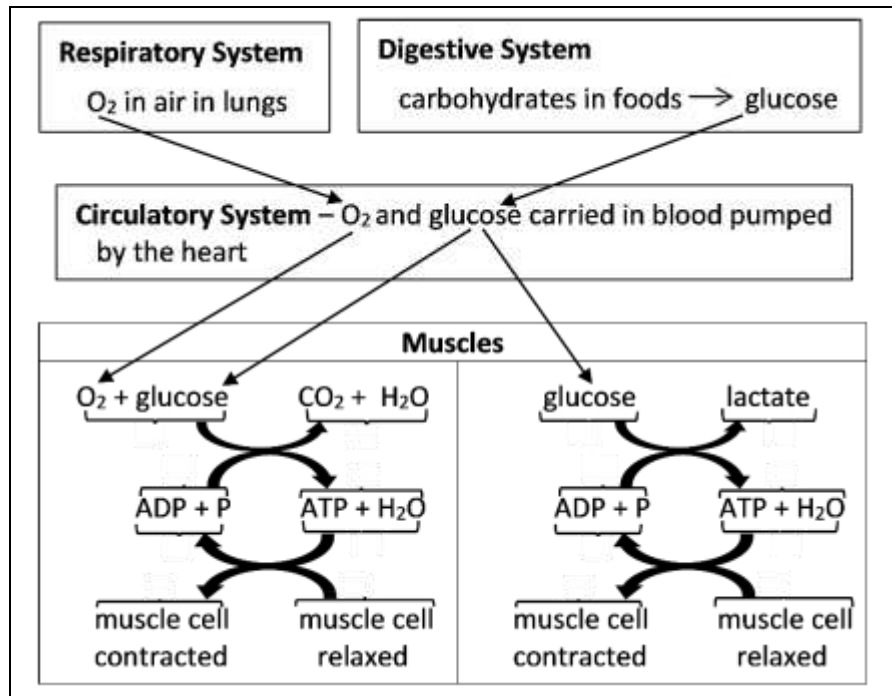 Respiratory System
O₂ in air in lungs
Digestive System
carbohydrates in foods → glucose
Circulatory System – O₂ and glucose carried in blood pumped
by the heart
Muscles
O₂ + glucose
CO₂ + H₂O
ADP + P
ATP + H₂O
muscle cell
contracted
muscle cell
relaxed
glucose
lactate
ADP + P
ATP + H₂O
muscle cell
contracted
muscle cell
relaxed